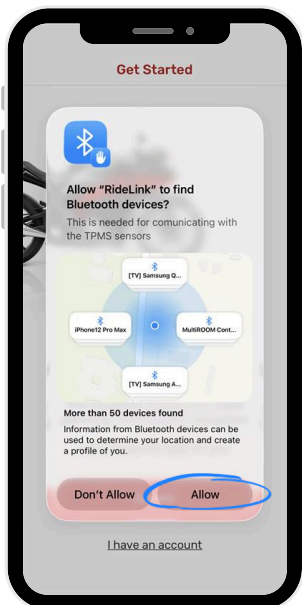 Get Started
Allow “RideLink” to find
Bluetooth devices?
This is needed for comunicating with
the TPMS sensors
[TV] Samsung Q...
iPhone12 Pro Max
MultiROOM Cont...
[TV] Samsung A...
More than 50 devices found
Information from Bluetooth devices can be
used to determine your location and create
a profile of you.
Don’t Allow
Allow
I have an account